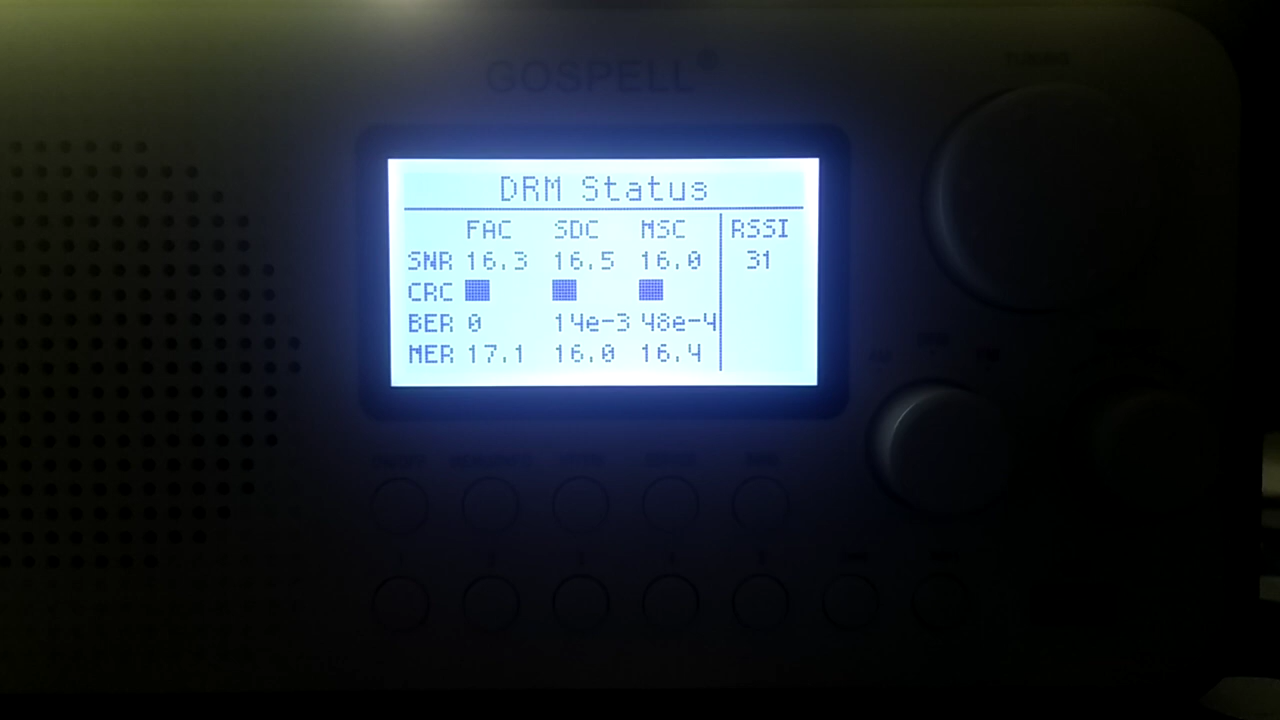 GOSPELL®
DRM Status
FAC SDC MSC RSSI
SNR 16.3 16.5 16.0 31
CRC
BER 0 14e-3 48e-4
MER 17.1 16.0 16.4